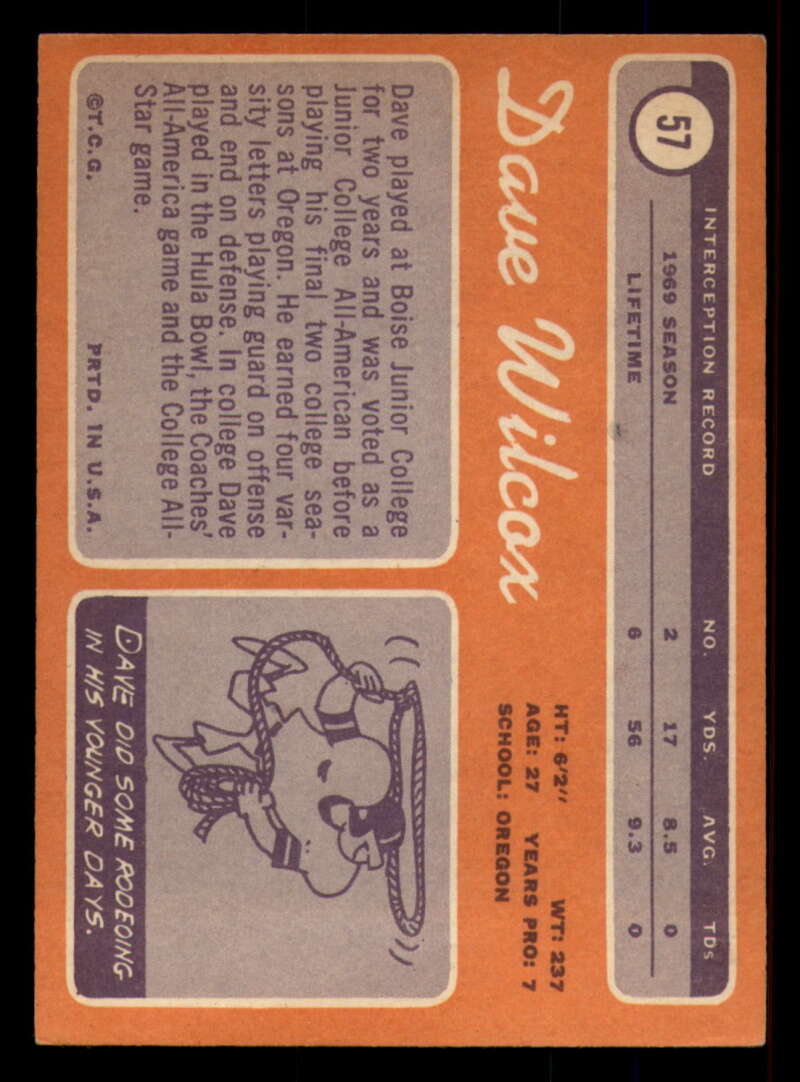 57
INTERCEPTION RECORD NO. YDS. AVG. TDs
1969 SEASON 2 17 8.5 0
LIFETIME 6 56 9.3 0
Dave Wilcox
HT: 6'2" WT: 237
AGE: 27 YEARS PRO: 7
SCHOOL: OREGON
Dave played at Boise Junior College
for two years and was voted as a
Junior College All-American before
playing his final two college sea-
sons at Oregon. He earned four var-
sity letters playing guard on offense
and end on defense. In college Dave
played in the Hula Bowl, the Coaches'
All-America game and the College All-
Star game.
©T.C.G. PRTD. IN U.S.A.
DAVE DID SOME RODEOING
IN HIS YOUNGER DAYS.